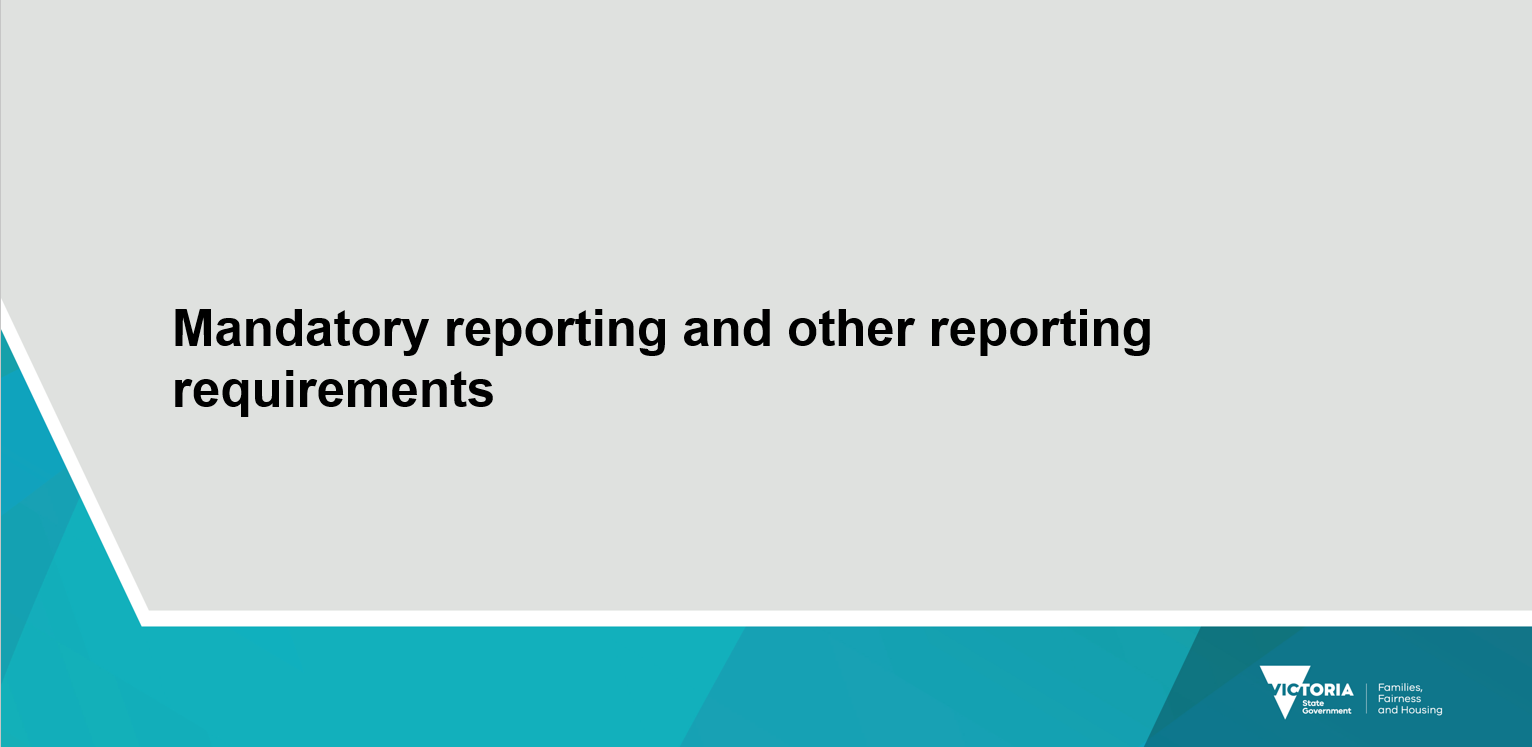 Mandatory reporting and other reporting
requirements
VICTORIA
State
Government
Families,
Fairness
and Housing